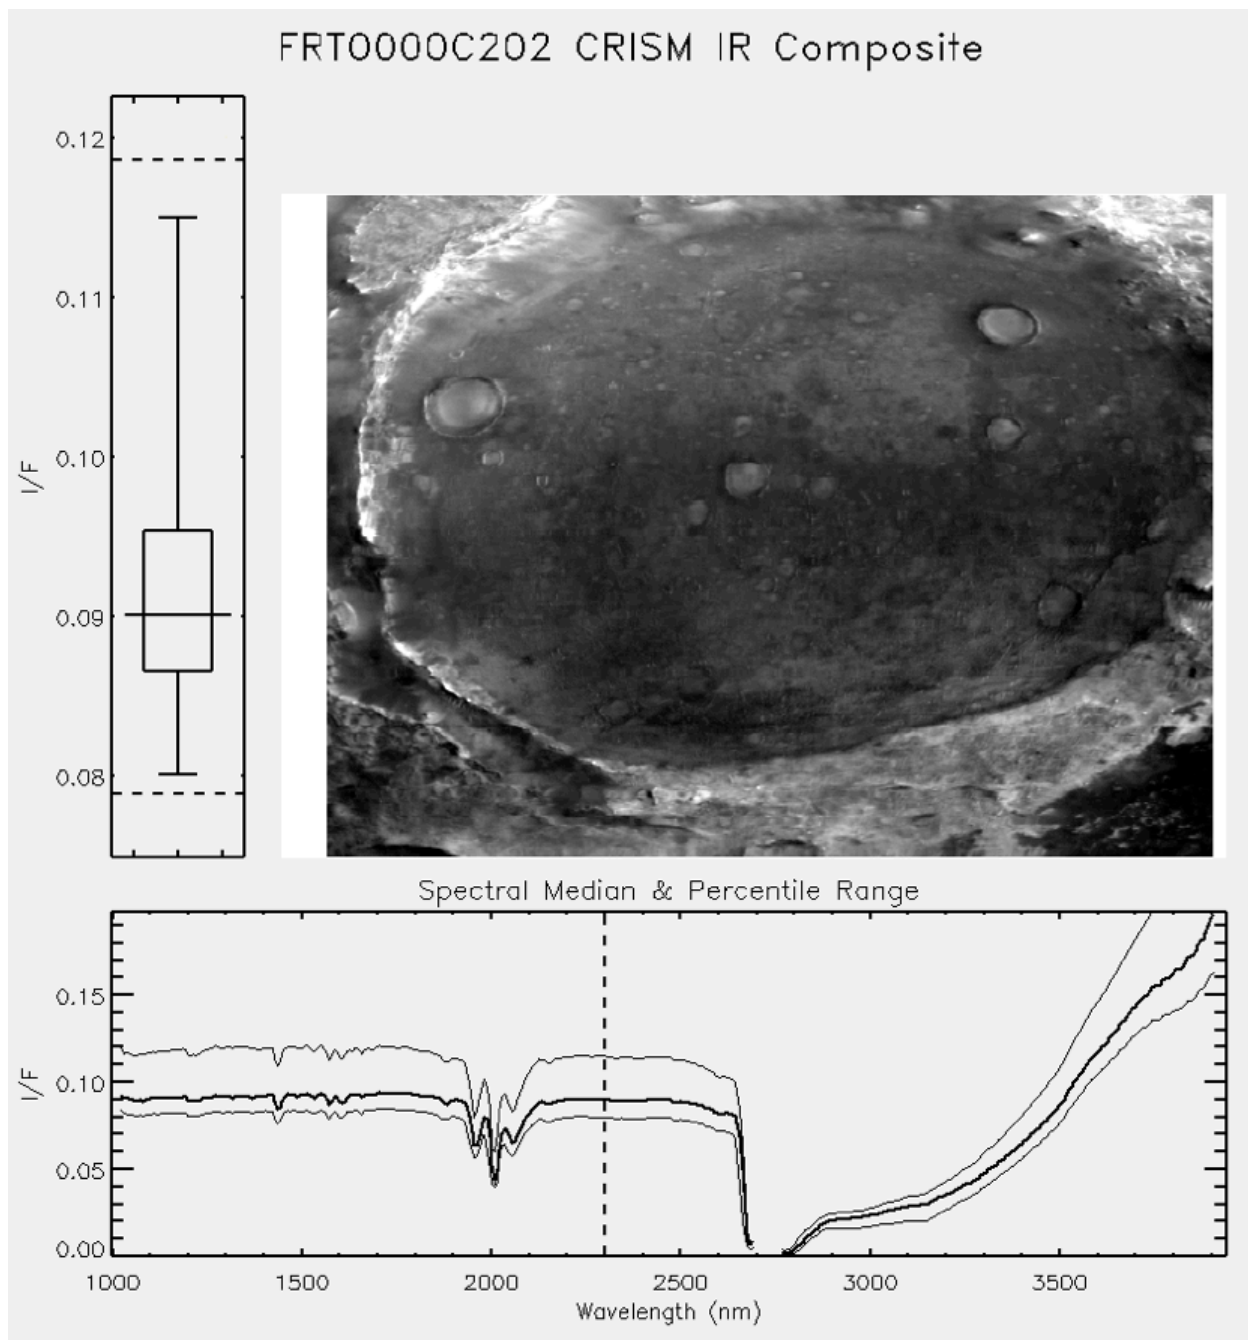 FRT0000C202 CRISM IR Composite
0.12
0.11
0.10
0.09
0.08
I/F
Spectral Median & Percentile Range
0.15
0.10
0.05
0.00
I/F
1000 1500 2000 2500 3000 3500
Wavelength (nm)